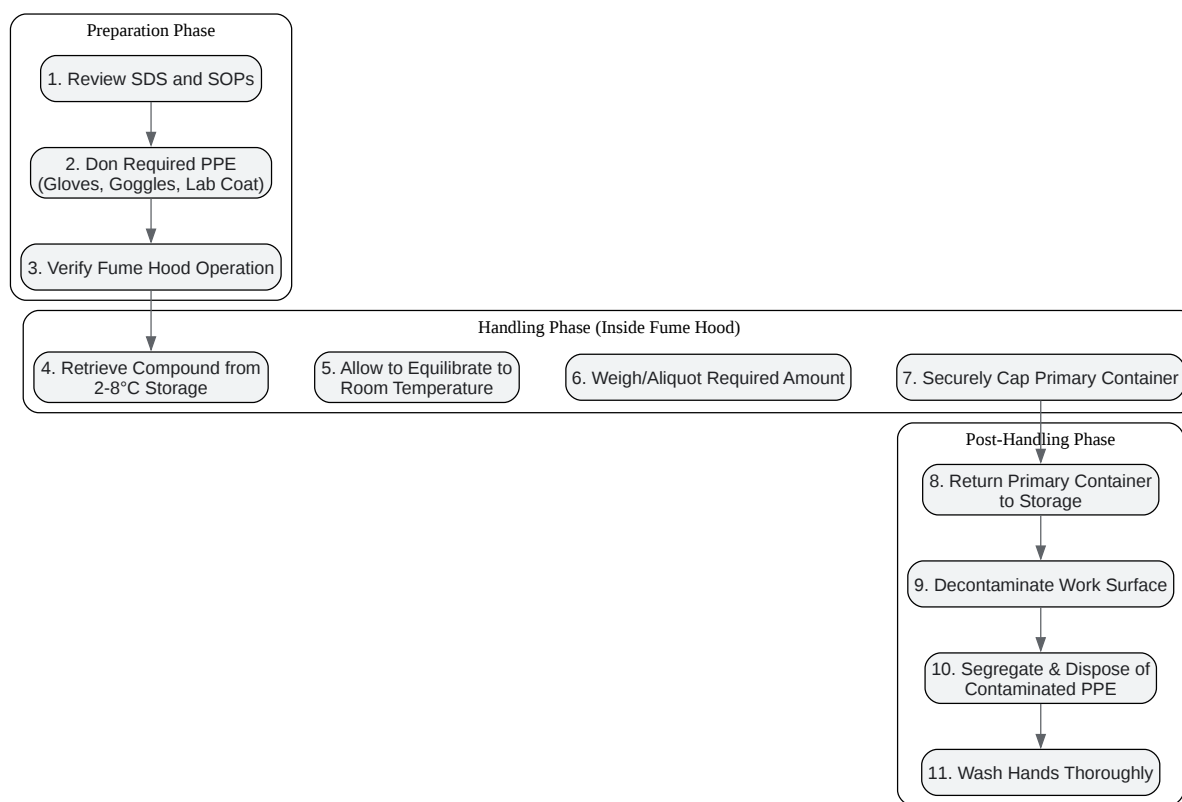 Preparation Phase
1. Review SDS and SOPs
2. Don Required PPE
(Gloves, Goggles, Lab Coat)
3. Verify Fume Hood Operation
Handling Phase (Inside Fume Hood)
4. Retrieve Compound from
2-8°C Storage
5. Allow to Equilibrate to
Room Temperature
6. Weigh/Aliquot Required Amount
7. Securely Cap Primary Container
Post-Handling Phase
8. Return Primary Container
to Storage
9. Decontaminate Work Surface
10. Segregate & Dispose of
Contaminated PPE
11. Wash Hands Thoroughly